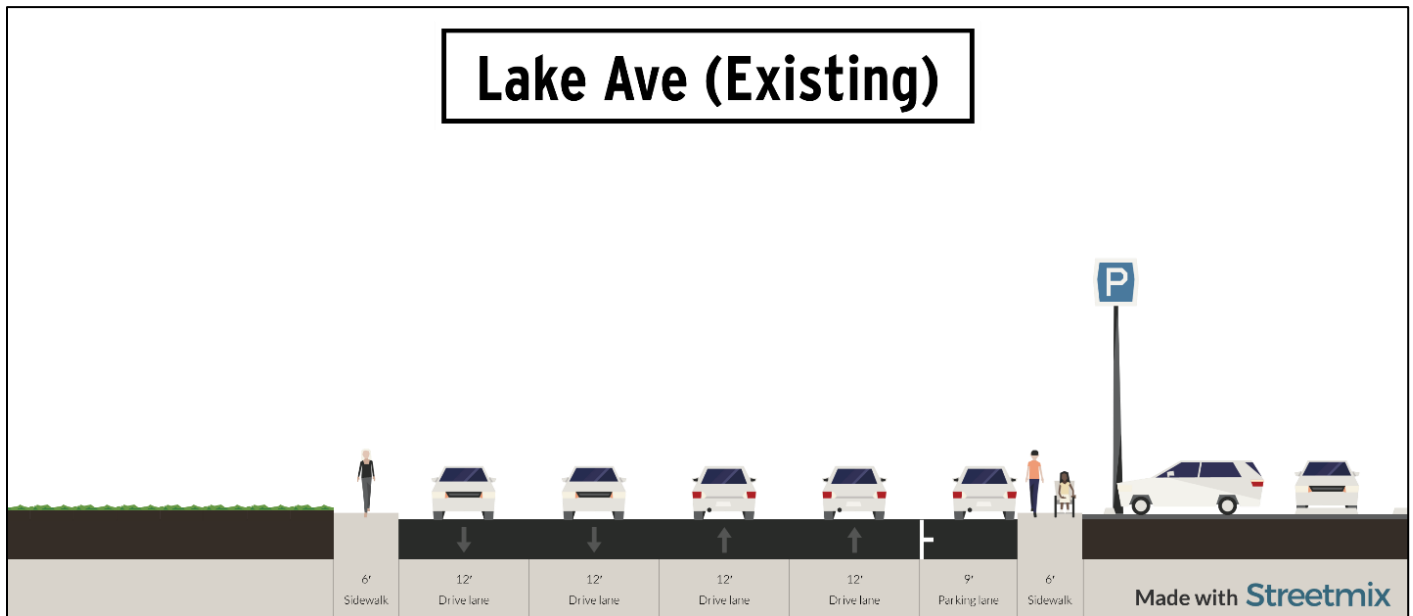 Lake Ave (Existing)
P
6' 12' 12' 12' 12' 9' 6'
Sidewalk Drive lane Drive lane Drive lane Drive lane Parking lane Sidewalk
Made with Streetmix